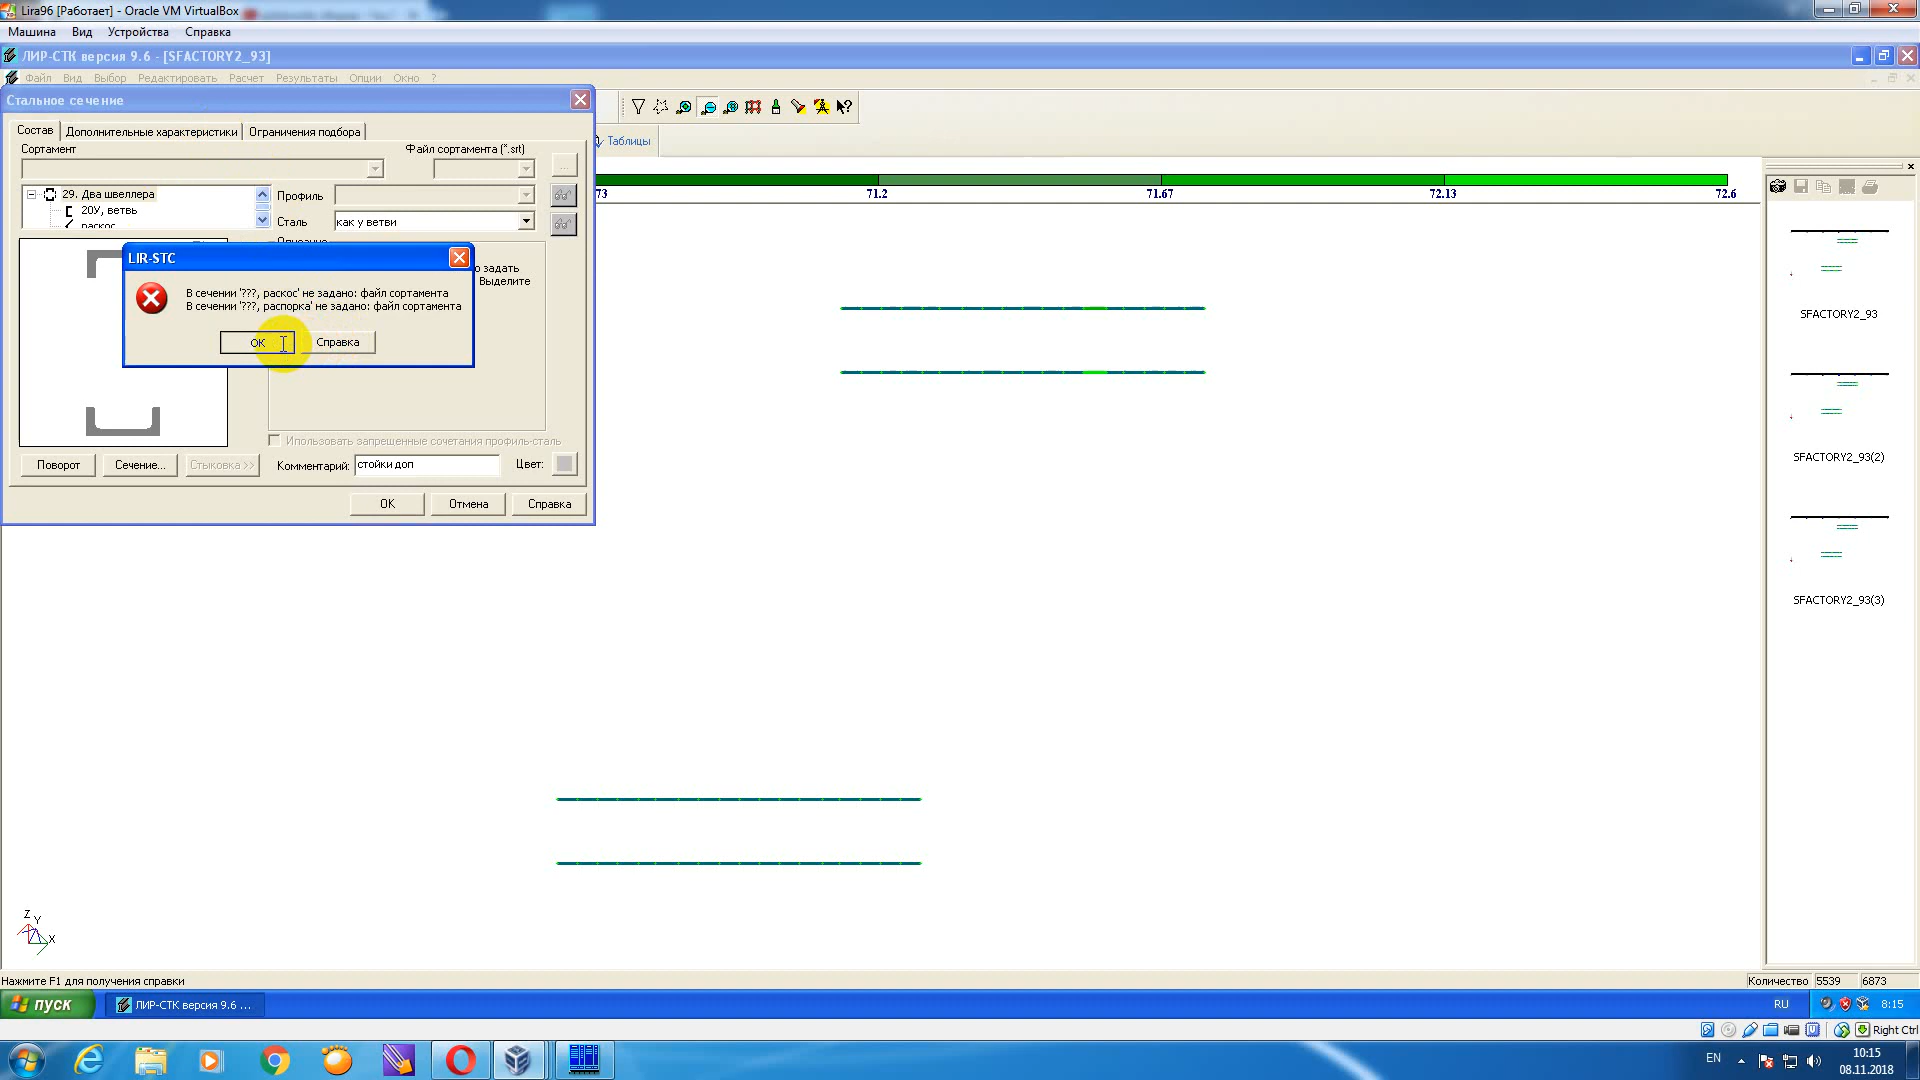 Lira96 [Работает] - Oracle VM VirtualBox
Машина Вид Устройства Справка
ЛИР-СТК версия 9.6 - [SFACTORY2_93]
Файл Вид Выбор Редактировать Расчет Результаты Опции Окно ?
Стальное сечение
Состав Дополнительные характеристики Ограничения подбора
Таблицы
Сортамент Файл сортамента (*.srt)
...
29. Два швеллера
20У, ветвь
раскос
Профиль
Сталь как у ветви
Описание
73 71.2 71.67 72.13 72.6
LIR-STC
о задать
Выделите
В сечении '???, раскос' не задано: файл сортамента
В сечении '???, распорка' не задано: файл сортамента
OK Справка
Ипользовать запрещенные сочетания профиль-сталь
Поворот Сечение... Стыковка >> Комментарий: стойки доп Цвет:
OK Отмена Справка
SFACTORY2_93
SFACTORY2_93(2)
SFACTORY2_93(3)
Z
Y
X
Нажмите F1 для получения справки Количество 5539 6873
пуск ЛИР-СТК версия 9.6 ... RU 8:15
Right Ctrl
EN 10:15
08.11.2018